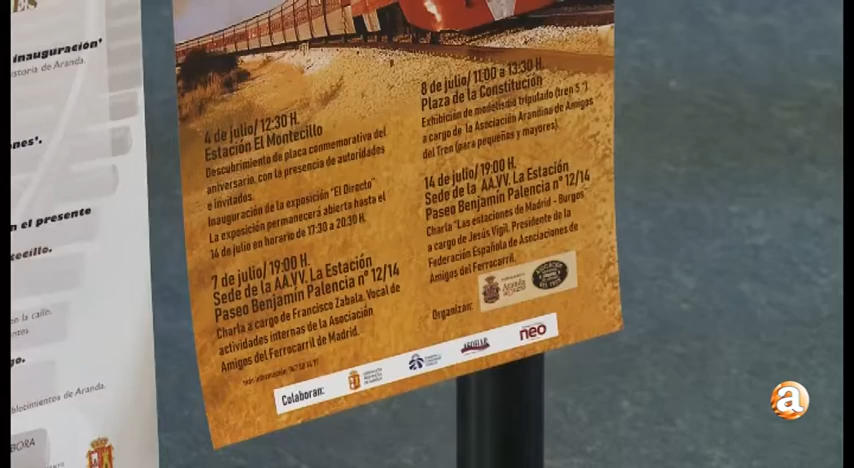 inauguración'
storia de Aranda.
ones'.
n el presente
tecillo.
en la calle.
go.
blecimientos de Aranda.
BORA
4 de julio/ 12:30 H.
Estación El Montecillo
Descubrimiento de placa conmemorativa del
aniversario, con la presencia de autoridades
e invitados.
Inauguración de la exposición "El Directo"
La exposición permanecerá abierta hasta el
14 de julio en horario de 17:30 a 20:30 H.
7 de julio/ 19:00 H.
Sede de la AA.VV. La Estación
Paseo Benjamín Palencia nº 12/14
Charla a cargo de Francisco Zabala, Vocal de
actividades internas de la Asociación
Amigos del Ferrocarril de Madrid.
8 de julio/ 11:00 a 13:30 H.
Plaza de la Constitución
Exhibición de modelismo tripulado (tren 5")
a cargo de la Asociación Arandina de Amigos
del Tren (para pequeños y mayores).
14 de julio/ 19:00 H.
Sede de la AA.VV. La Estación
Paseo Benjamín Palencia nº 12/14
Charla "Las estaciones de Madrid - Burgos
a cargo de Jesús Vigil. Presidente de la
Federación Española de Asociaciones de
Amigos del Ferrocarril.
Organizan:
Aranda
Colaboran:
neo
a